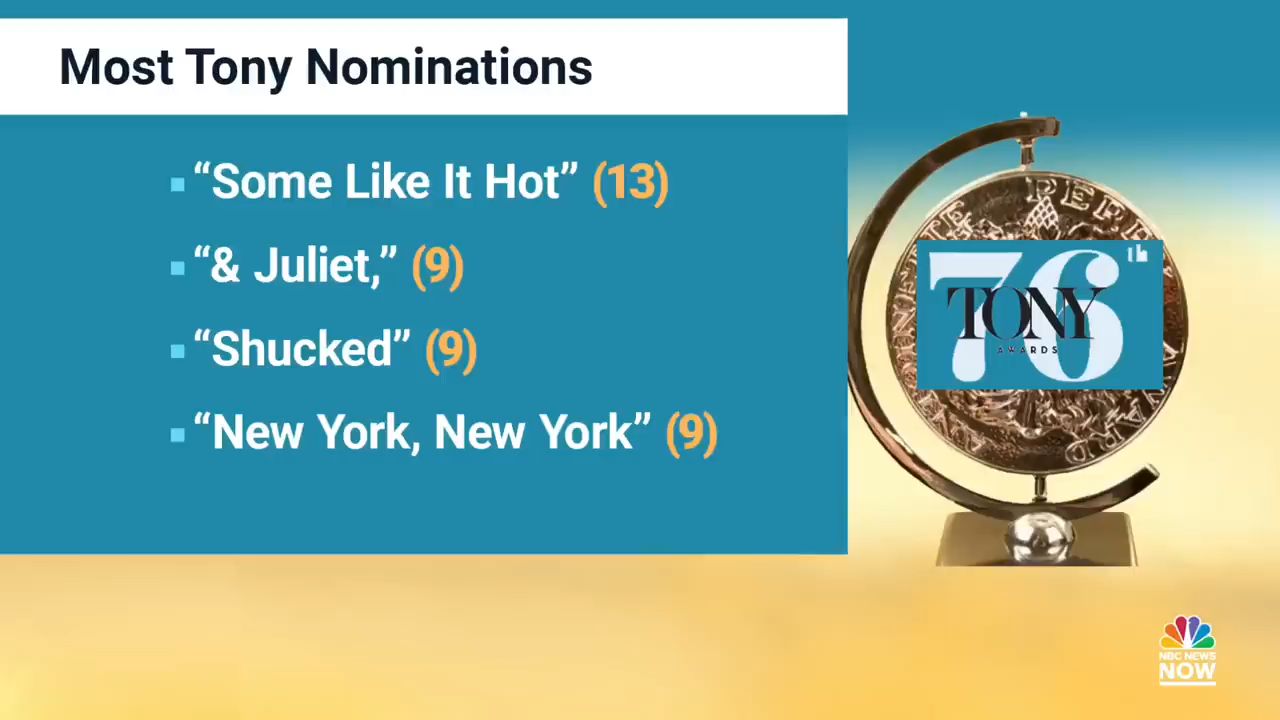 Most Tony Nominations
▪ “Some Like It Hot” (13)
▪ “& Juliet,” (9)
▪ “Shucked” (9)
▪ “New York, New York” (9)
76th
TONY
AWARDS
NBC NEWS
NOW